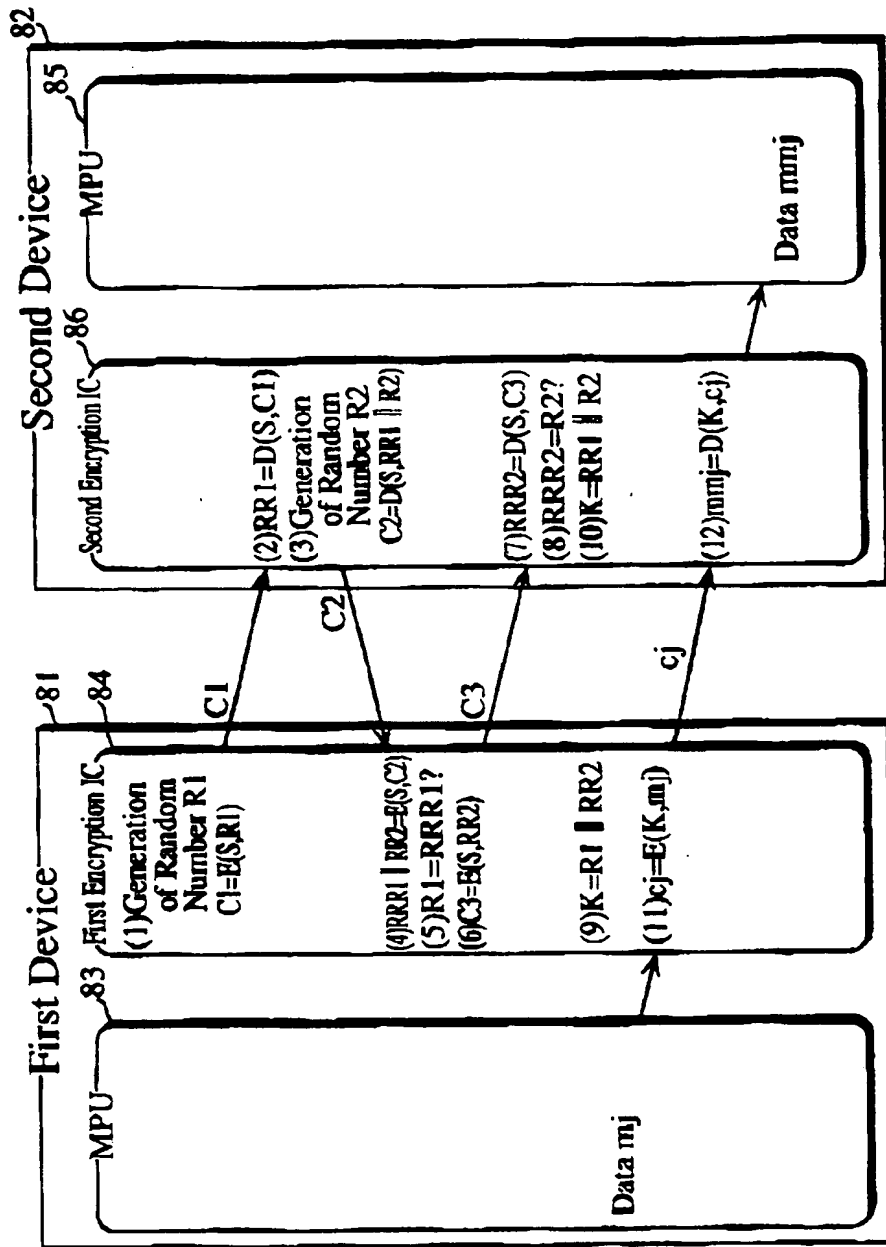 First Device
81
MPU
83
Data mj
First Encryption IC
84
(1)Generation
of Random
Number R1
C1=E(S,R1)
(4)RRR1 || RR2=E(S,C2)
(5)R1=RRR1?
(6)C3=E(S,RR2)
(9)K=R1 || RR2
(11)cj=E(K,mj)
C1
C2
C3
cj
Second Device
82
Second Encryption IC
86
(2)RR1=D(S,C1)
(3)Generation
of Random
Number R2
C2=D(S,RR1 || R2)
(7)RRR2=D(S,C3)
(8)RRR2=R2?
(10)K=RR1 || R2
(12)mmj=D(K,cj)
MPU
85
Data mmj